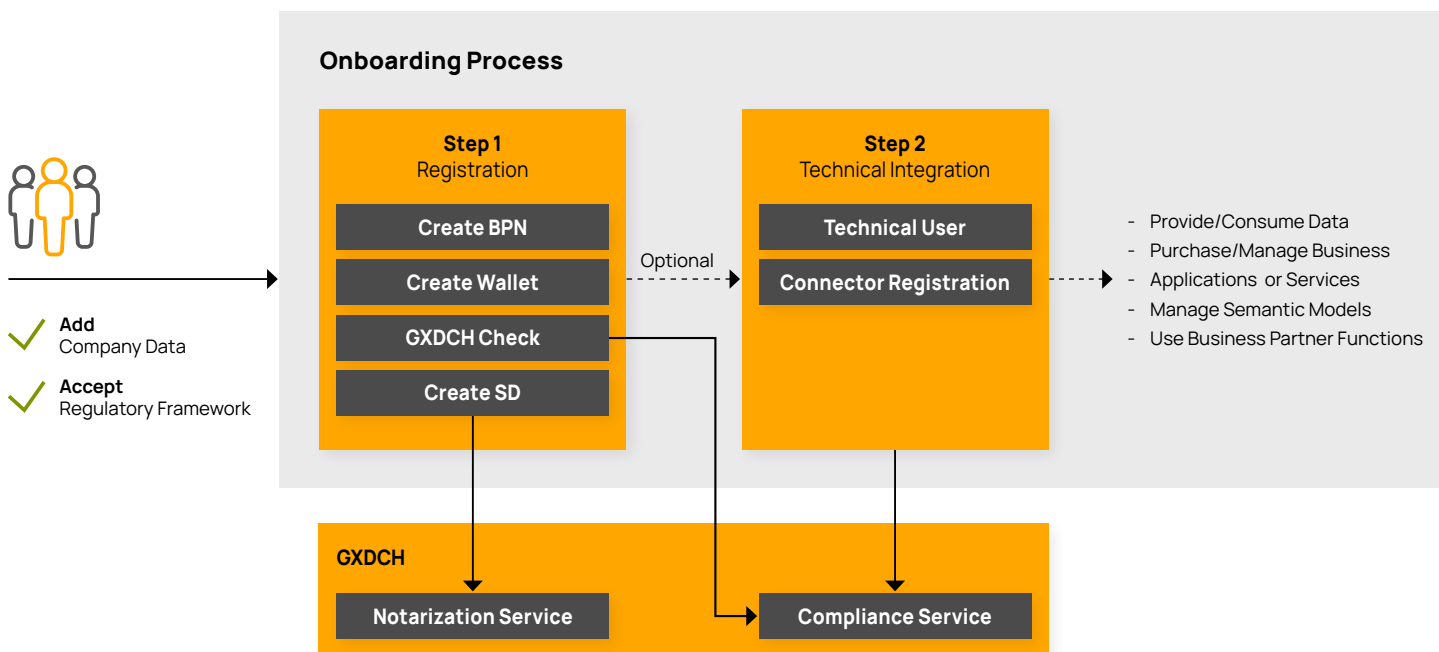 Onboarding Process
Step 1
Registration
Create BPN
Create Wallet
GXDCH Check
Create SD
Optional
Step 2
Technical Integration
Technical User
Connector Registration
- Provide/Consume Data
- Purchase/Manage Business
- Applications or Services
- Manage Semantic Models
- Use Business Partner Functions
Add
Company Data
Accept
Regulatory Framework
GXDCH
Notarization Service
Compliance Service